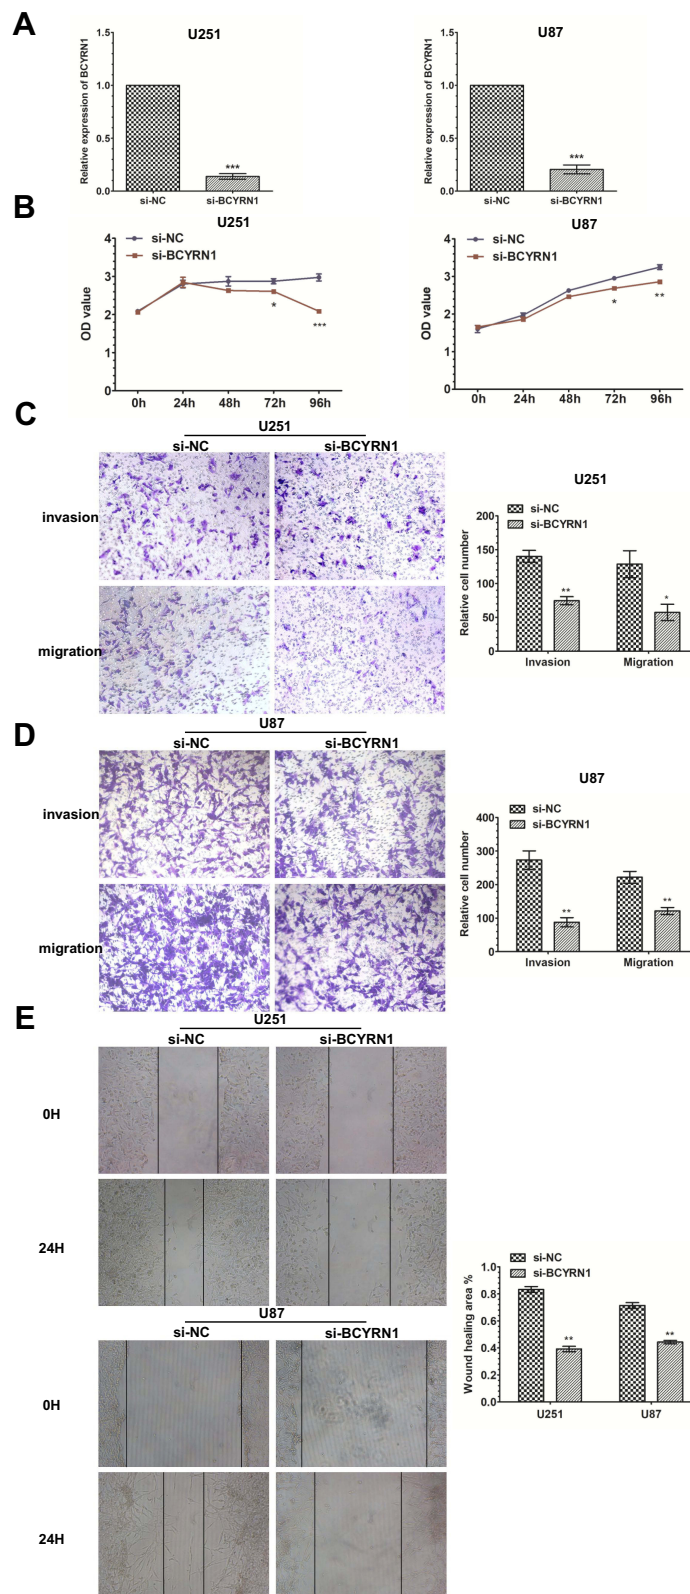 A
U251
Relative expression of BCYRN1
1.5
1.0
0.5
0.0
***
si-NC
si-BCYRN1
U87
Relative expression of BCYRN1
1.5
1.0
0.5
0.0
***
si-NC
si-BCYRN1
B
U251
si-NC
si-BCYRN1
OD value
4
3
2
1
0
*
***
0h 24h 48h 72h 96h
U87
si-NC
si-BCYRN1
OD value
4
3
2
1
0
*
**
0h 24h 48h 72h 96h
C
U251
si-NC si-BCYRN1
invasion
migration
U251
si-NC
si-BCYRN1
Relative cell number
200
150
100
50
0
**
*
Invasion Migration
D
U87
si-NC si-BCYRN1
invasion
migration
U87
si-NC
si-BCYRN1
Relative cell number
400
300
200
100
0
**
**
Invasion Migration
E
U251
si-NC si-BCYRN1
0H
24H
U87
si-NC si-BCYRN1
0H
24H
si-NC
si-BCYRN1
Wound healing area %
1.0
0.8
0.6
0.4
0.2
0.0
**
**
U251 U87